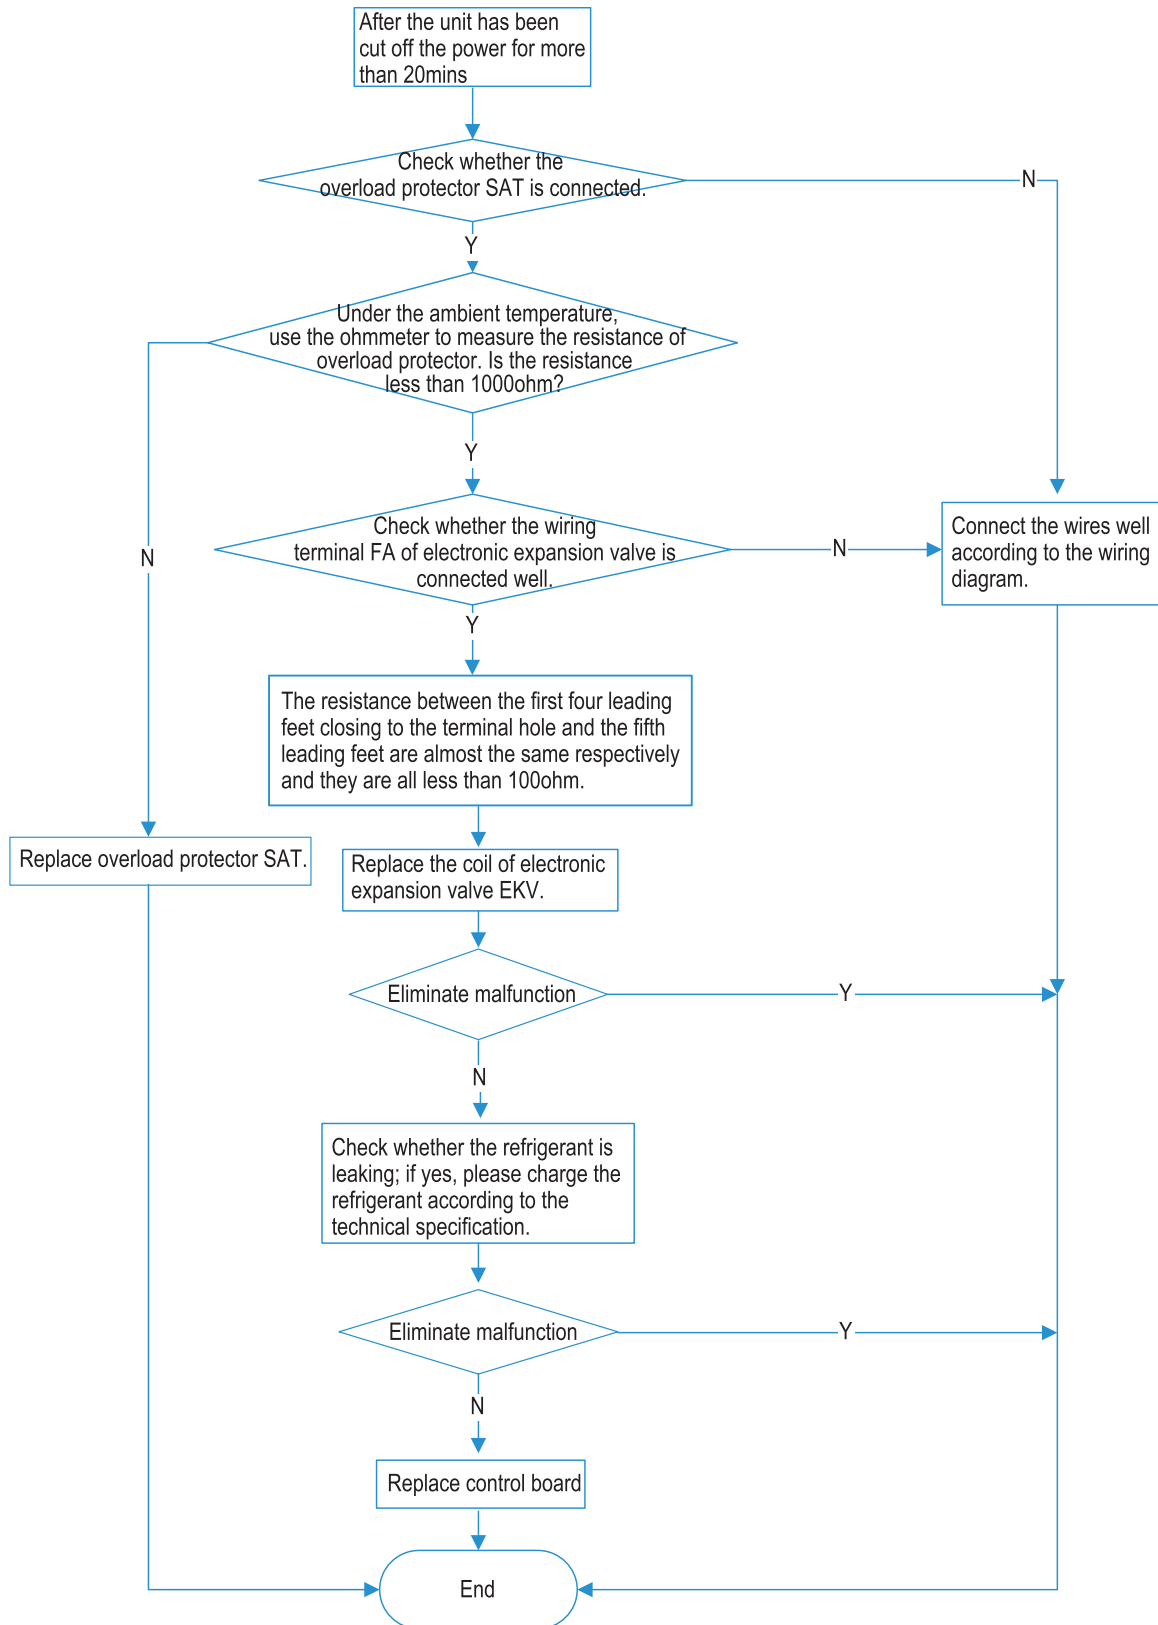 After the unit has been
cut off the power for more
than 20mins
Check whether the
overload protector SAT is connected.
N
Y
Under the ambient temperature,
use the ohmmeter to measure the resistance of
overload protector. Is the resistance
less than 1000ohm?
Y
N
Check whether the wiring
terminal FA of electronic expansion valve is
connected well.
N
Connect the wires well
according to the wiring
diagram.
Y
The resistance between the first four leading
feet closing to the terminal hole and the fifth
leading feet are almost the same respectively
and they are all less than 100ohm.
Replace overload protector SAT.
Replace the coil of electronic
expansion valve EKV.
Eliminate malfunction
Y
N
Check whether the refrigerant is
leaking; if yes, please charge the
refrigerant according to the
technical specification.
Eliminate malfunction
Y
N
Replace control board
End